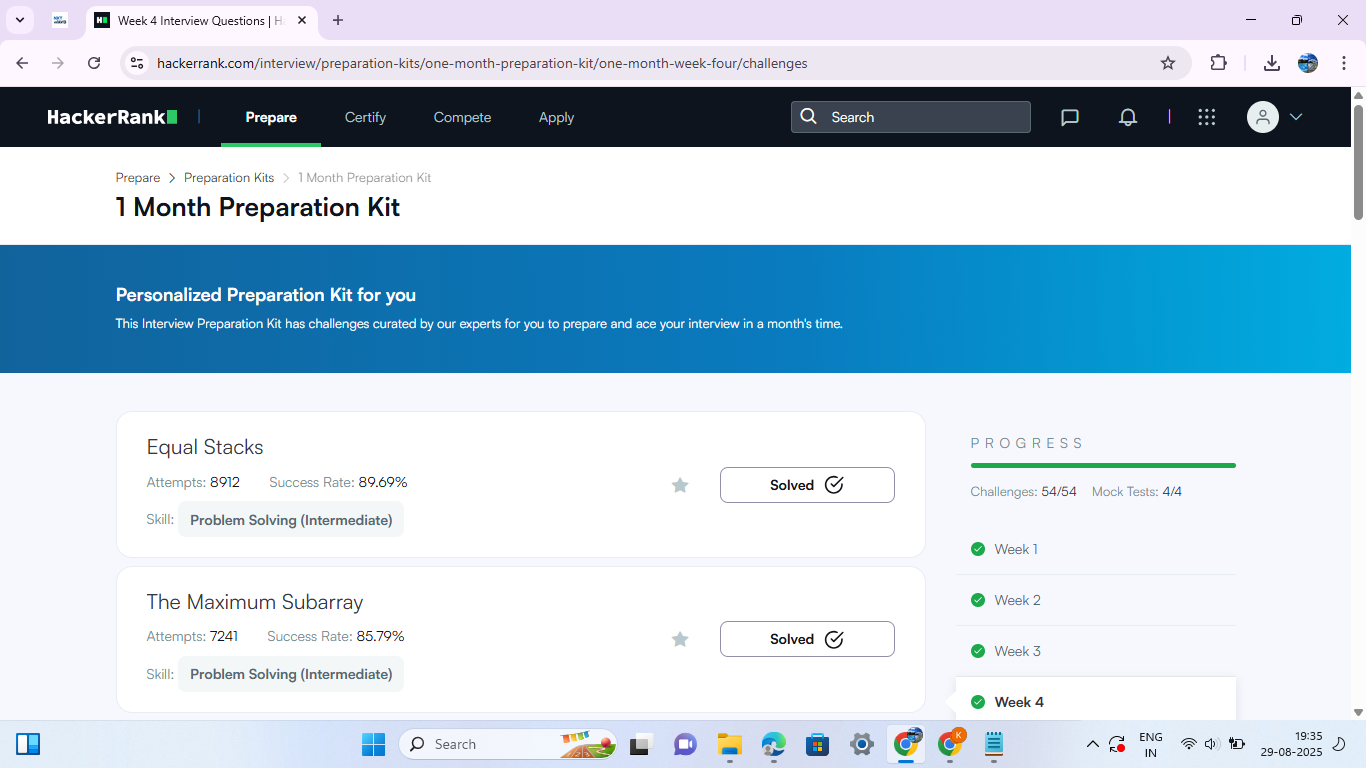 Week 4 Interview Questions | H
hackerrank.com/interview/preparation-kits/one-month-preparation-kit/one-month-week-four/challenges
HackerRank
Prepare
Certify
Compete
Apply
Search
Prepare > Preparation Kits > 1 Month Preparation Kit
1 Month Preparation Kit
Personalized Preparation Kit for you
This Interview Preparation Kit has challenges curated by our experts for you to prepare and ace your interview in a month's time.
Equal Stacks
Attempts: 8912 Success Rate: 89.69%
Skill: Problem Solving (Intermediate)
Solved
The Maximum Subarray
Attempts: 7241 Success Rate: 85.79%
Skill: Problem Solving (Intermediate)
Solved
PROGRESS
Challenges: 54/54 Mock Tests: 4/4
Week 1
Week 2
Week 3
Week 4
Search
K
ENG
IN
19:35
29-08-2025